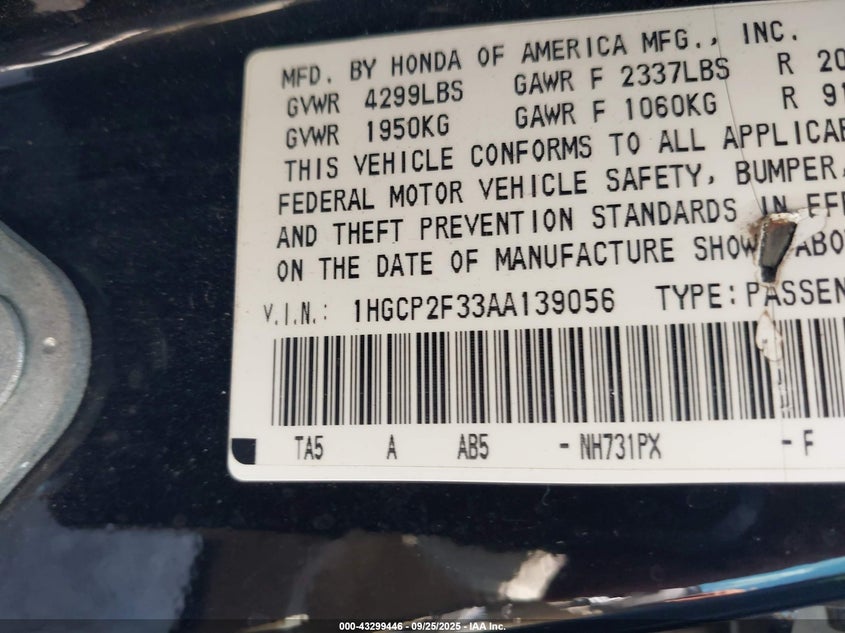 MFD. BY HONDA OF AMERICA MFG., INC.
GVWR 4299LBS GAWR F 2337LBS R 20
GVWR 1950KG GAWR F 1060KG R 91
THIS VEHICLE CONFORMS TO ALL APPLICAB
FEDERAL MOTOR VEHICLE SAFETY, BUMPER,
AND THEFT PREVENTION STANDARDS IN EFF
ON THE DATE OF MANUFACTURE SHOW ABO
V.I.N.: 1HGCP2F33AA139056 TYPE: PASSEN
TA5 A AB5 - NH731PX - F
000-43299446 - 09/25/2025 - IAA Inc.